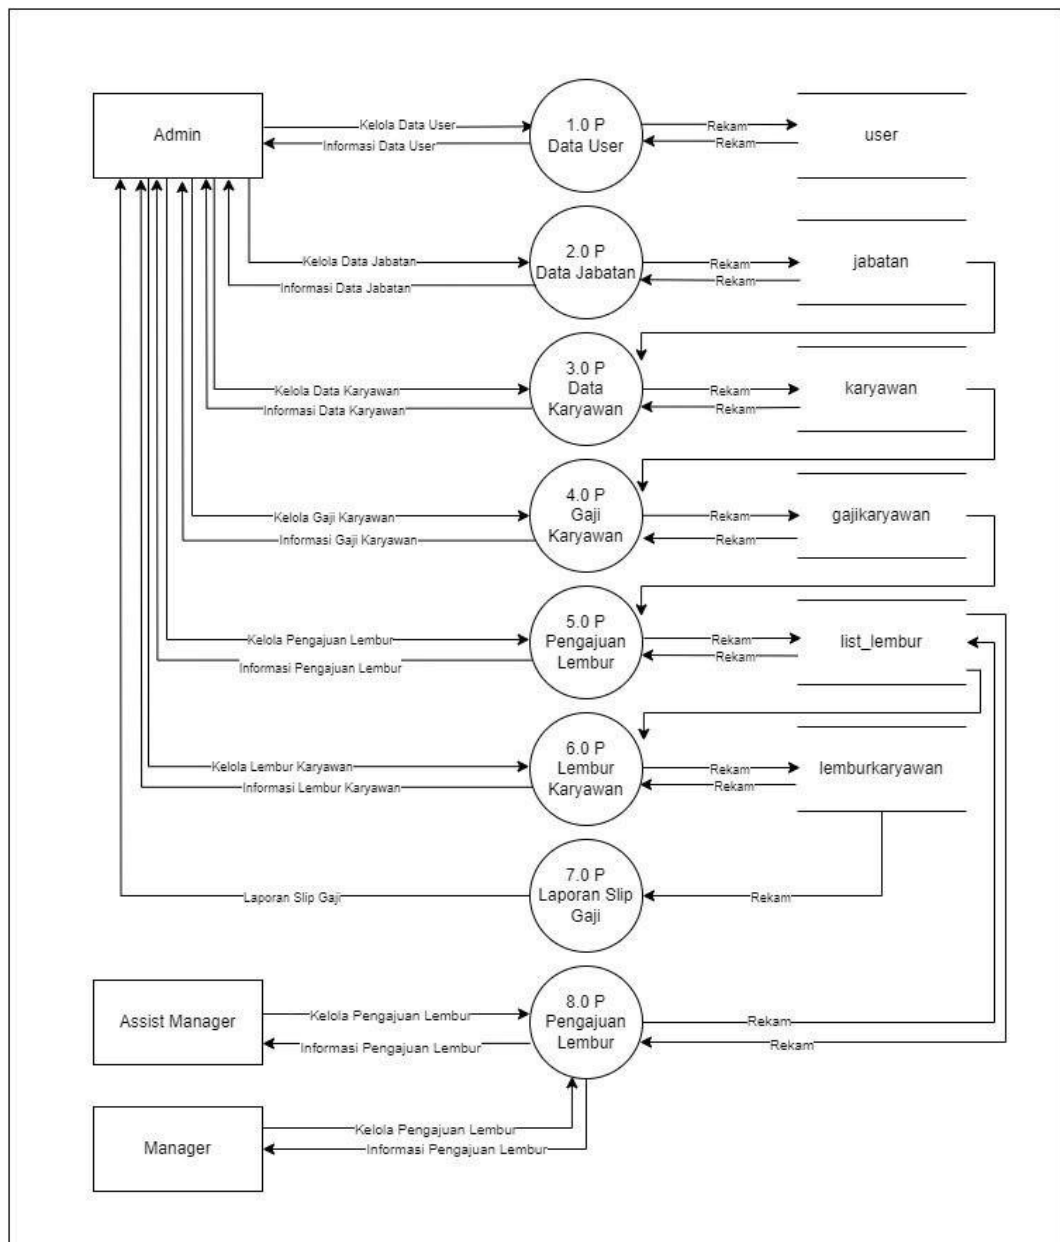 Admin
Kelola Data User
Informasi Data User
1.0 P
Data User
Rekam
Rekam
user
Kelola Data Jabatan
Informasi Data Jabatan
2.0 P
Data Jabatan
Rekam
Rekam
jabatan
Kelola Data Karyawan
Informasi Data Karyawan
3.0 P
Data
Karyawan
Rekam
Rekam
karyawan
Kelola Gaji Karyawan
Informasi Gaji Karyawan
4.0 P
Gaji
Karyawan
Rekam
Rekam
gajikaryawan
Kelola Pengajuan Lembur
Informasi Pengajuan Lembur
5.0 P
Pengajuan
Lembur
Rekam
Rekam
list_lembur
Kelola Lembur Karyawan
Informasi Lembur Karyawan
6.0 P
Lembur
Karyawan
Rekam
Rekam
lemburkaryawan
Laporan Slip Gaji
7.0 P
Laporan Slip
Gaji
Rekam
Assist Manager
Kelola Pengajuan Lembur
Informasi Pengajuan Lembur
8.0 P
Pengajuan
Lembur
Rekam
Rekam
Manager
Kelola Pengajuan Lembur
Informasi Pengajuan Lembur